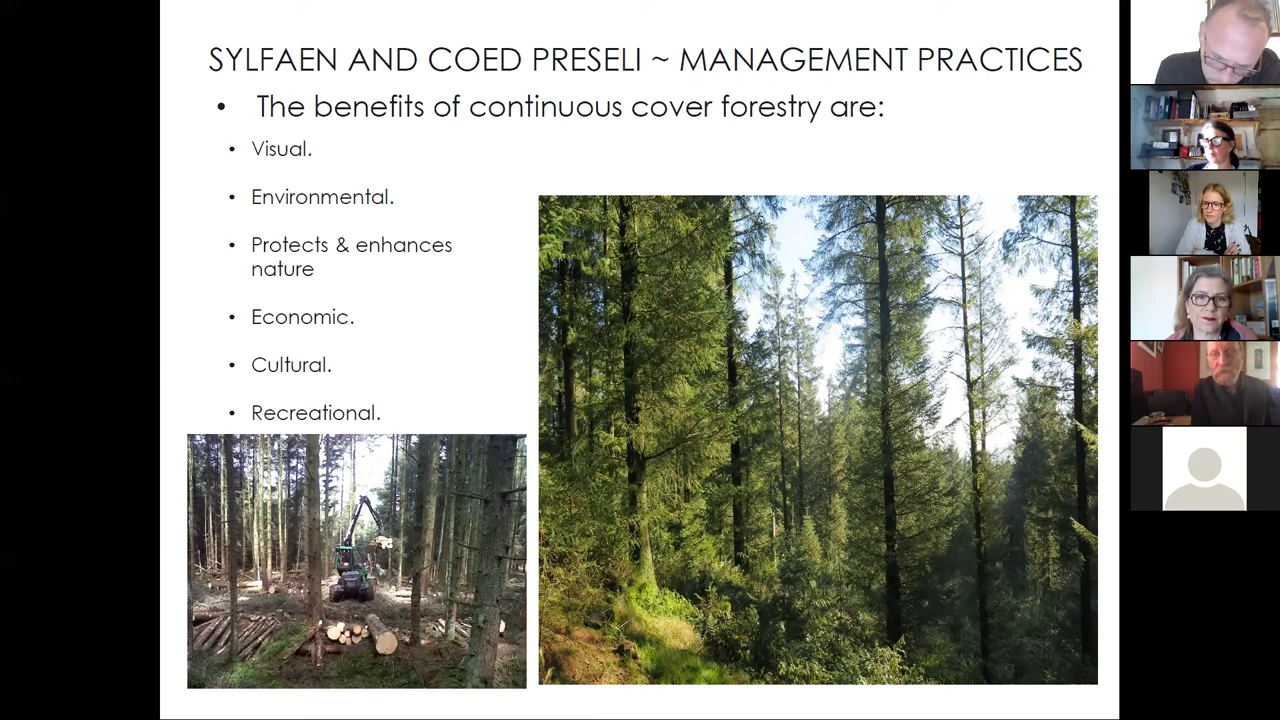 SYLFAEN AND COED PRESELI ~ MANAGEMENT PRACTICES
• The benefits of continuous cover forestry are:
• Visual.
• Environmental.
• Protects & enhances
nature
• Economic.
• Cultural.
• Recreational.